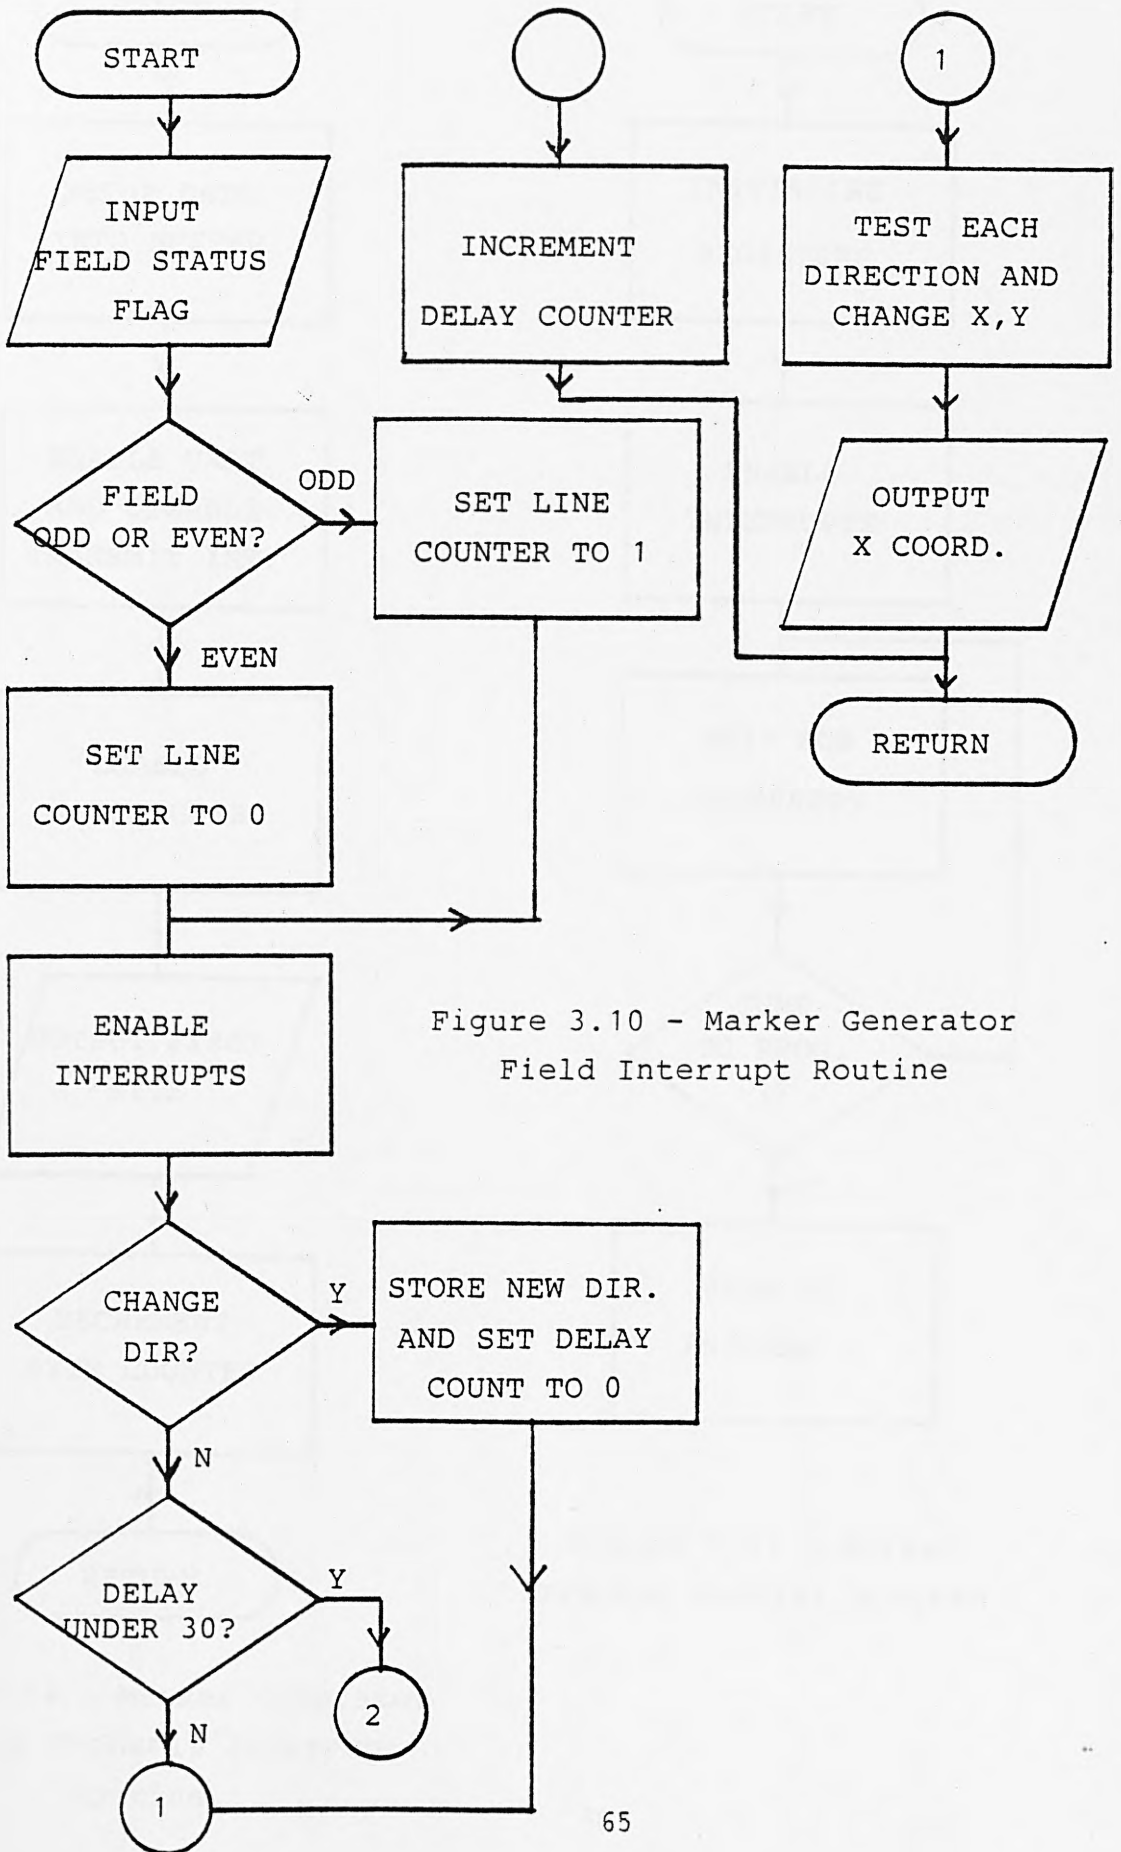 START
INPUT
FIELD STATUS
FLAG
FIELD
ODD OR EVEN?
ODD
EVEN
SET LINE
COUNTER TO 1
SET LINE
COUNTER TO 0
ENABLE
INTERRUPTS
CHANGE
DIR?
Y
N
STORE NEW DIR.
AND SET DELAY
COUNT TO 0
DELAY
UNDER 30?
Y
N
2
1
INCREMENT
DELAY COUNTER
1
TEST EACH
DIRECTION AND
CHANGE X,Y
OUTPUT
X COORD.
RETURN
Figure 3.10 - Marker Generator
Field Interrupt Routine
65